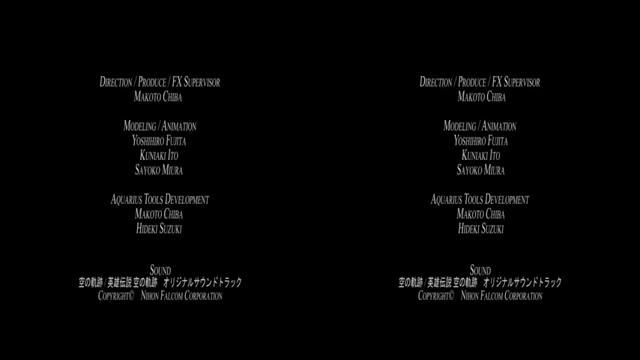 Direction / Produce / FX Supervisor
Makoto Chiba
Modeling / Animation
Yoshihiro Fujita
Kuniaki Ito
Sayoko Miura
Aquarius Tools Development
Makoto Chiba
Hideki Suzuki
Sound
空の軌跡 / 英雄伝説 空の軌跡 オリジナルサウンドトラック
Copyright© Nihon Falcom Corporation
Direction / Produce / FX Supervisor
Makoto Chiba
Modeling / Animation
Yoshihiro Fujita
Kuniaki Ito
Sayoko Miura
Aquarius Tools Development
Makoto Chiba
Hideki Suzuki
Sound
空の軌跡 / 英雄伝説 空の軌跡 オリジナルサウンドトラック
Copyright© Nihon Falcom Corporation